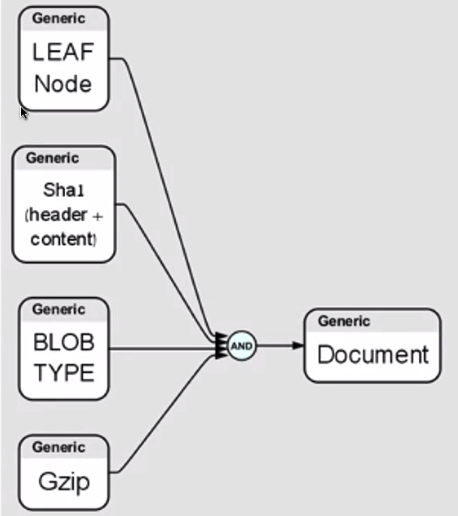 Generic
LEAF
Node
Generic
Sha1
(header +
content)
Generic
BLOB
TYPE
AND
Generic
Document
Generic
Gzip